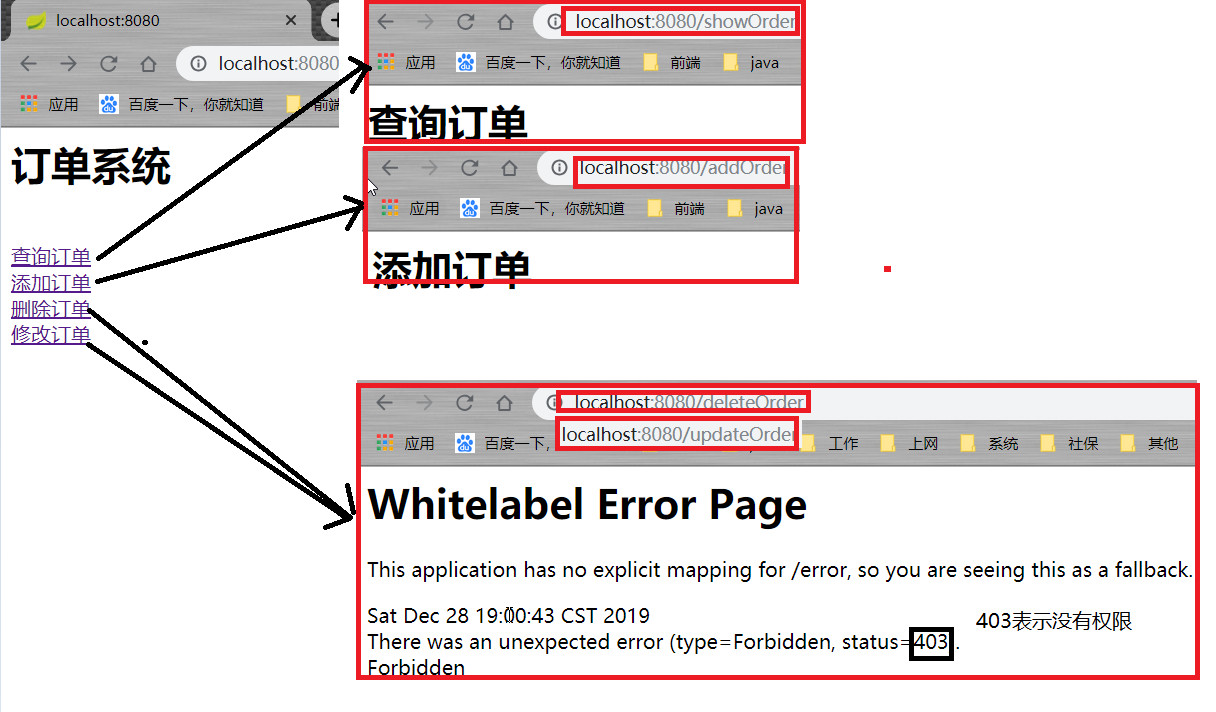 localhost:8080
localhost:8080
应用 百度一下，你就知道 前端
订单系统
查询订单
添加订单
删除订单
修改订单
localhost:8080/showOrder
应用 百度一下，你就知道 前端 java
查询订单
localhost:8080/addOrder
应用 百度一下，你就知道 前端 java
添加订单
localhost:8080/deleteOrder
localhost:8080/updateOrder
应用 百度一下, 工作 上网 系统 社保 其他
Whitelabel Error Page
This application has no explicit mapping for /error, so you are seeing this as a fallback.
Sat Dec 28 19:00:43 CST 2019
403表示没有权限
There was an unexpected error (type=Forbidden, status=403).
Forbidden